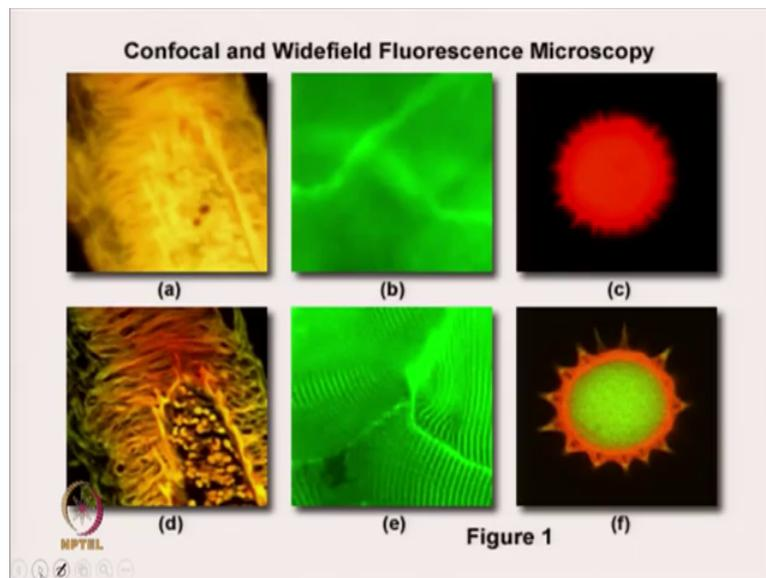 Confocal and Widefield Fluorescence Microscopy
(a) (b) (c)
(d) (e) (f)
Figure 1
NPTEL